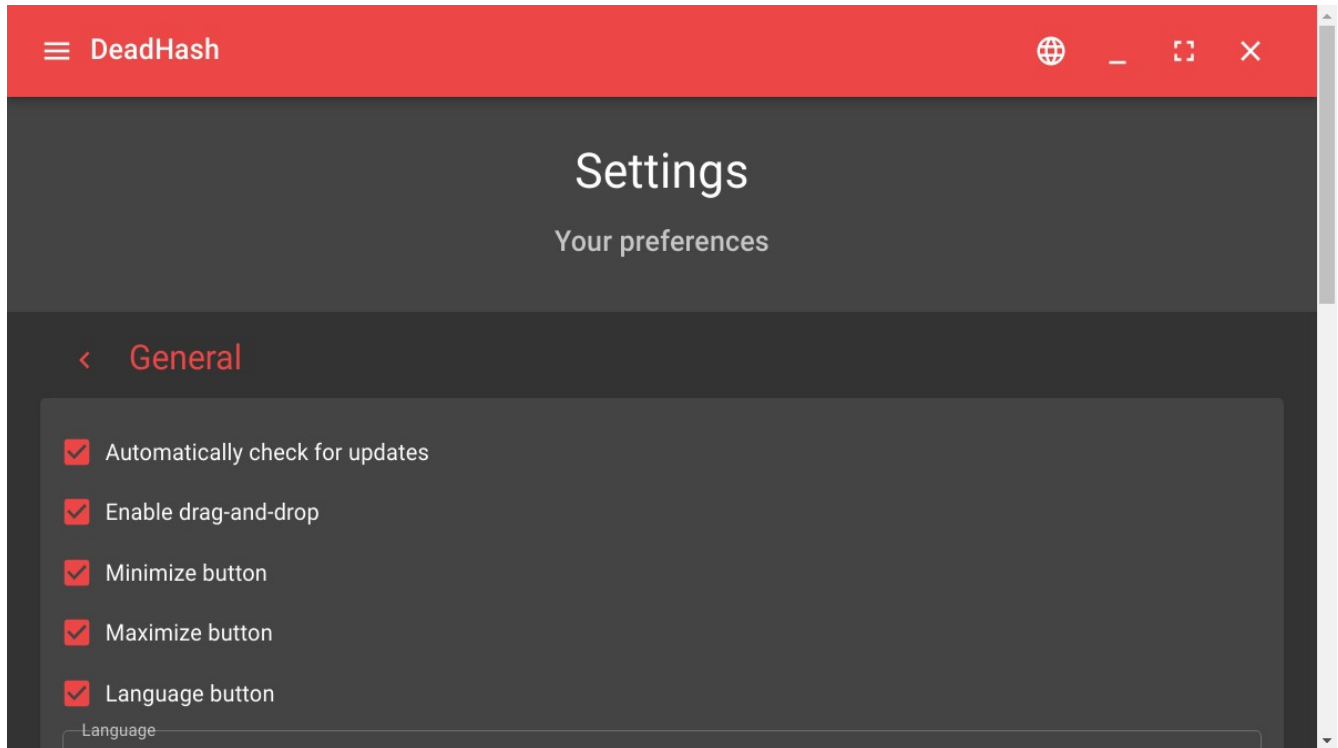 DeadHash
Settings
Your preferences
General
Automatically check for updates
Enable drag-and-drop
Minimize button
Maximize button
Language button
Language